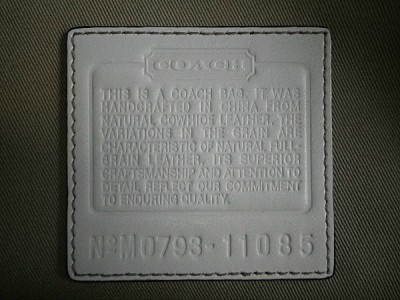 COACH
THIS IS A COACH BAG. IT WAS
HANDCRAFTED IN CHINA FROM
NATURAL COWHIDE LEATHER. THE
VARIATIONS IN THE GRAIN ARE
CHARACTERISTIC OF NATURAL FULL-
GRAIN LEATHER. ITS SUPERIOR
CRAFTSMANSHIP AND ATTENTION TO
DETAIL REFLECT OUR COMMITMENT
TO ENDURING QUALITY.
Nº M0793-11085